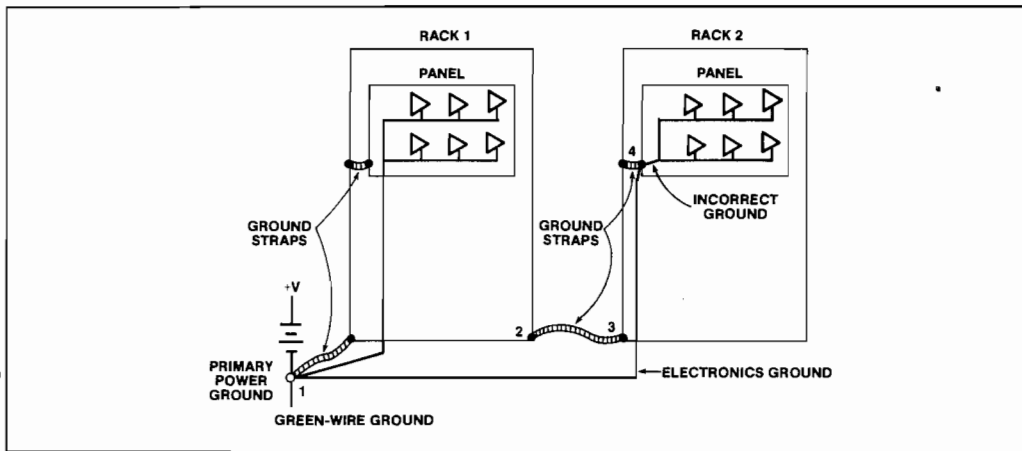 RACK 1
RACK 2
PANEL
PANEL
4
INCORRECT
GROUND
GROUND
STRAPS
GROUND
STRAPS
+V
2
3
PRIMARY
POWER
GROUND
1
ELECTRONICS GROUND
GREEN-WIRE GROUND